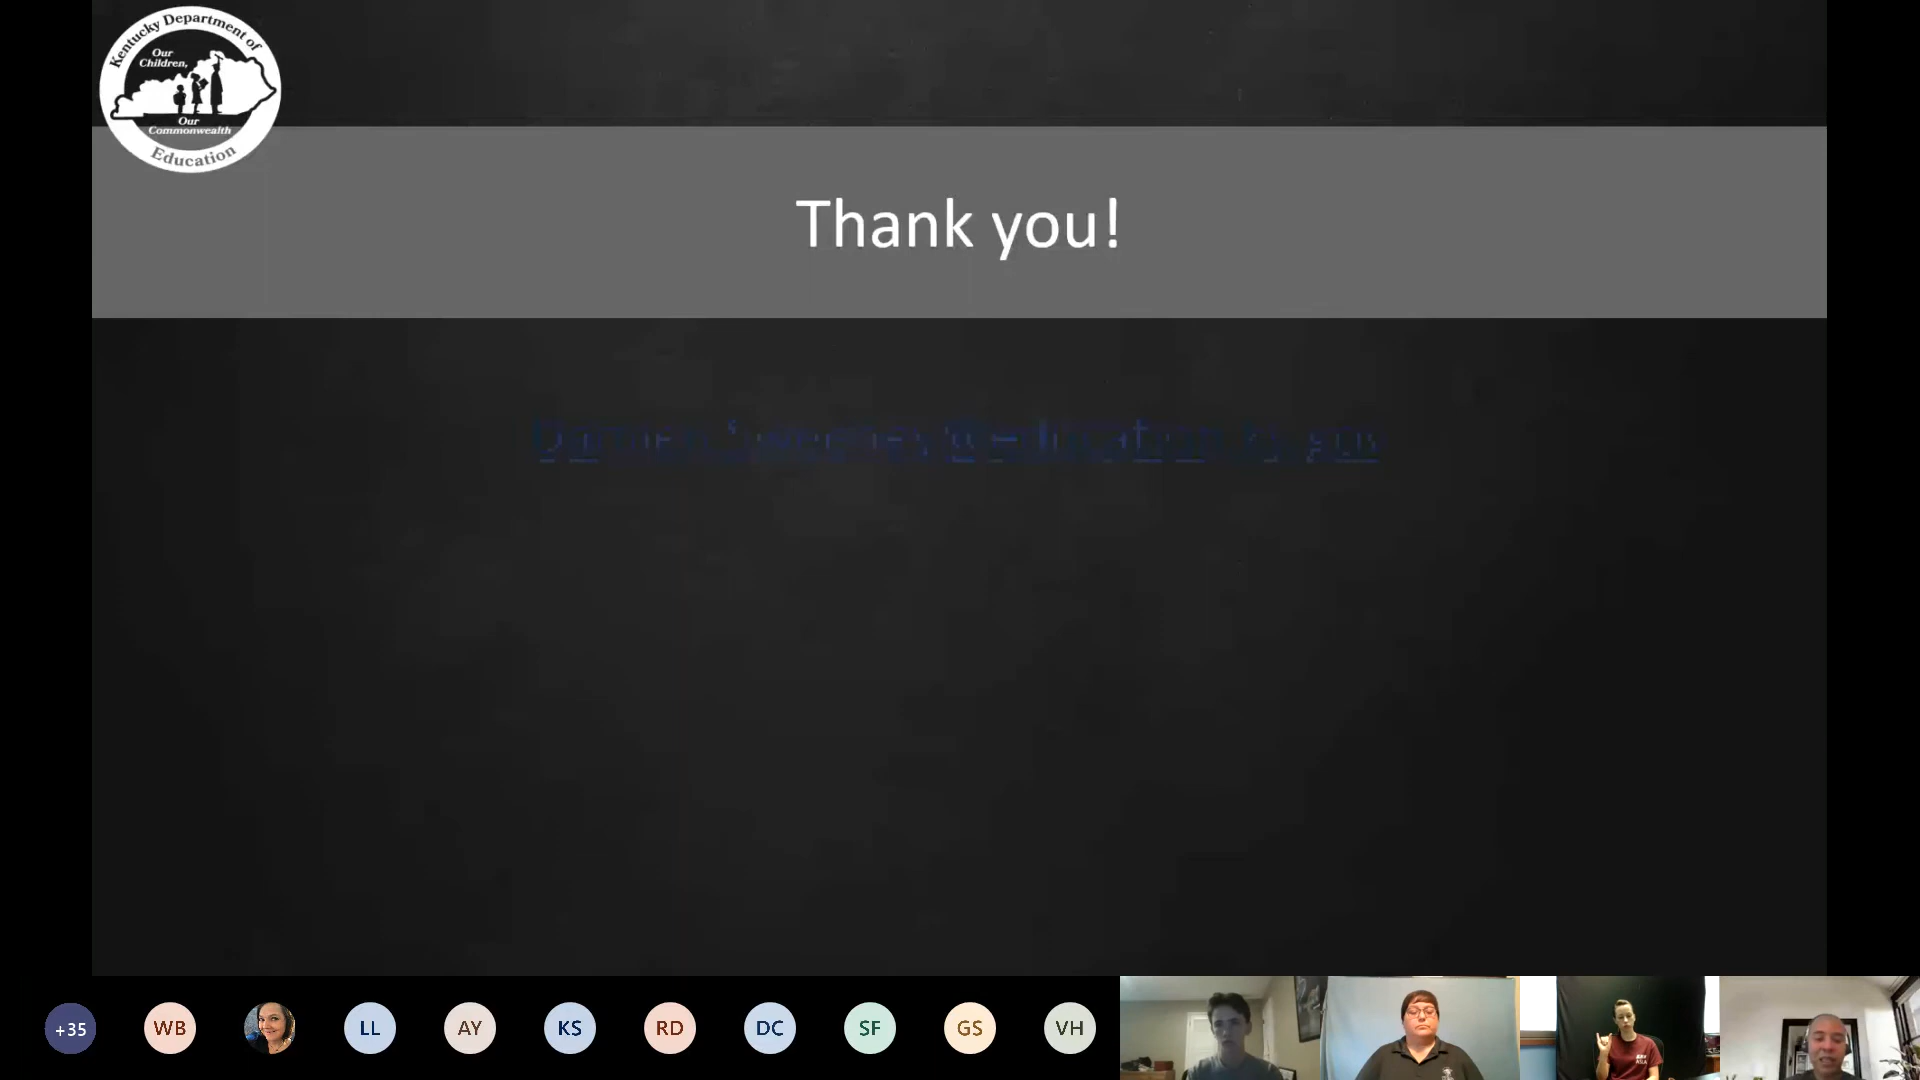 Kentucky Department of
Our
Children,
Our
Commonwealth
Education
Thank you!
+35
WB
LL
AY
KS
RD
DC
SF
GS
VH